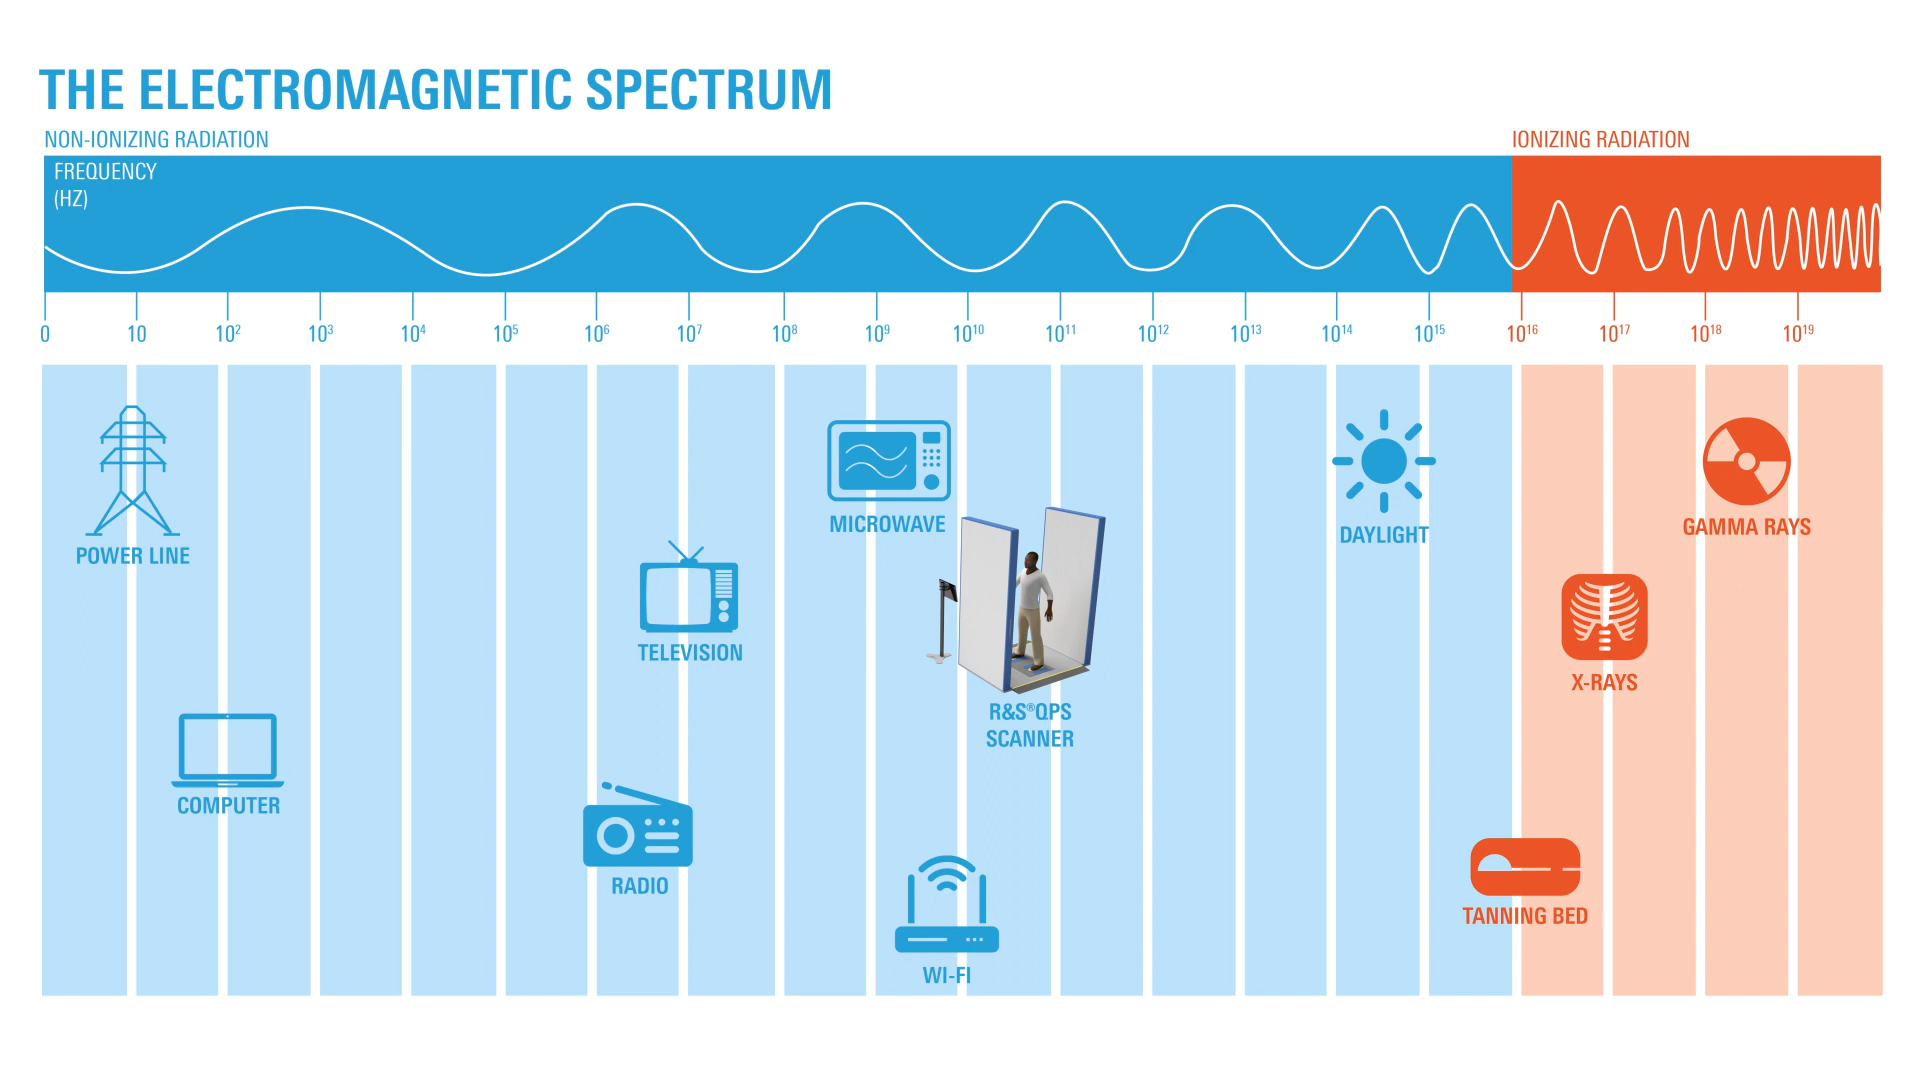 THE ELECTROMAGNETIC SPECTRUM
NON-IONIZING RADIATION
IONIZING RADIATION
FREQUENCY
(HZ)
0 10 10² 10³ 10⁴ 10⁵ 10⁶ 10⁷ 10⁸ 10⁹ 10¹⁰ 10¹¹ 10¹² 10¹³ 10¹⁴ 10¹⁵ 10¹⁶ 10¹⁷ 10¹⁸ 10¹⁹
POWER LINE
COMPUTER
TELEVISION
RADIO
MICROWAVE
R&S®QPS
SCANNER
WI-FI
DAYLIGHT
GAMMA RAYS
X-RAYS
TANNING BED